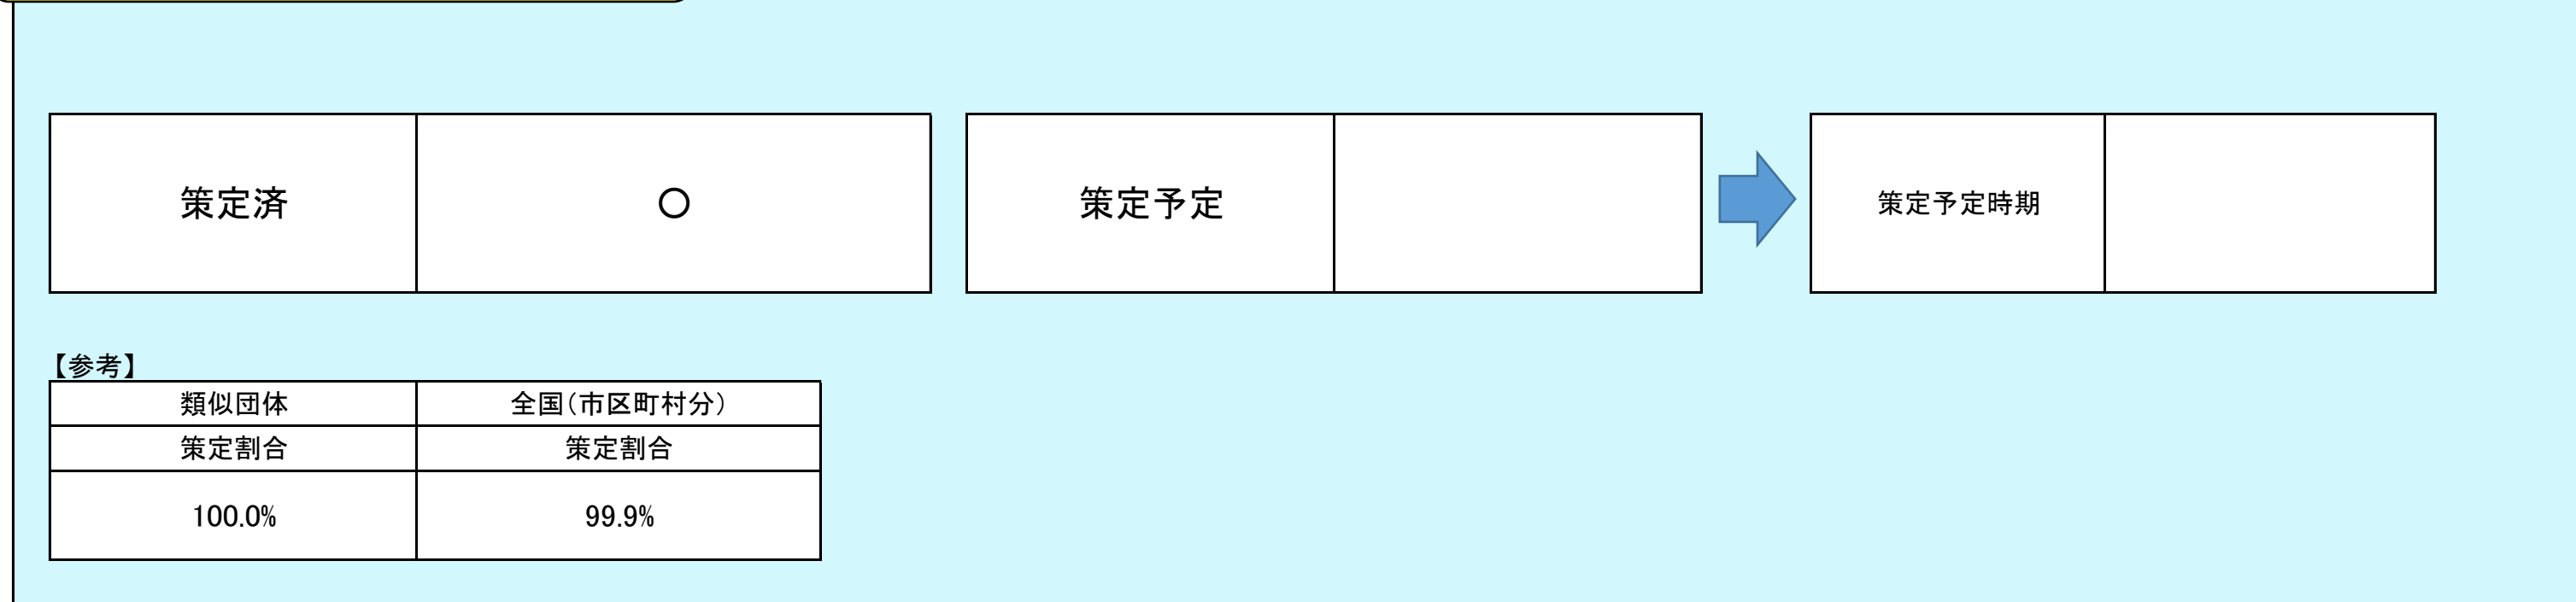 策定済 ○ 策定予定 策定予定時期
【参考】
類似団体 全国（市区町村分）
策定割合 策定割合
100.0% 99.9%